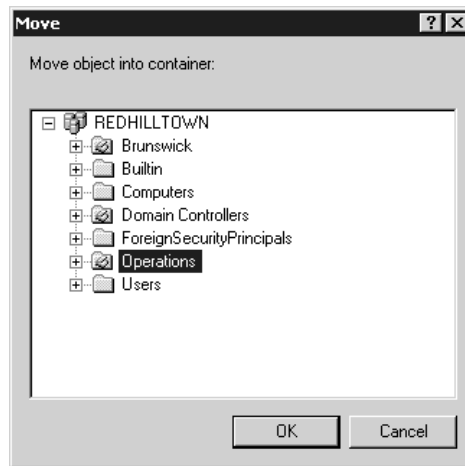 Move
Move object into container:
REDHILLTOWN
Brunswick
Builtin
Computers
Domain Controllers
ForeignSecurityPrincipals
Operations
Users
OK Cancel